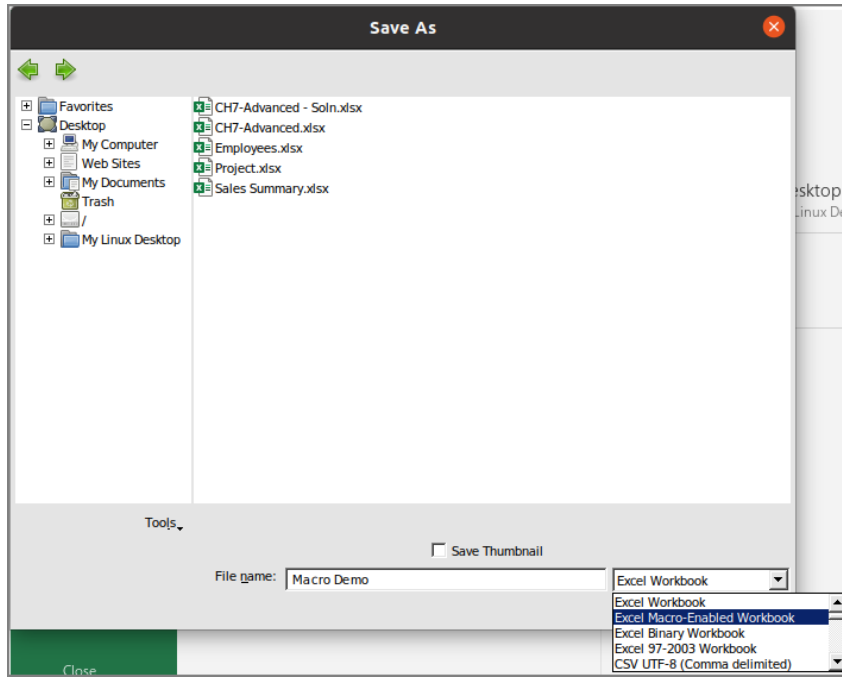 Save As
Favorites
Desktop
My Computer
Web Sites
My Documents
Trash
/
My Linux Desktop
CH7-Advanced - Soln.xlsx
CH7-Advanced.xlsx
Employees.xlsx
Project.xlsx
Sales Summary.xlsx
esktop
Linux De
Tools
Save Thumbnail
File name: Macro Demo Excel Workbook
Excel Workbook
Excel Macro-Enabled Workbook
Excel Binary Workbook
Excel 97-2003 Workbook
CSV UTF-8 (Comma delimited)
Close